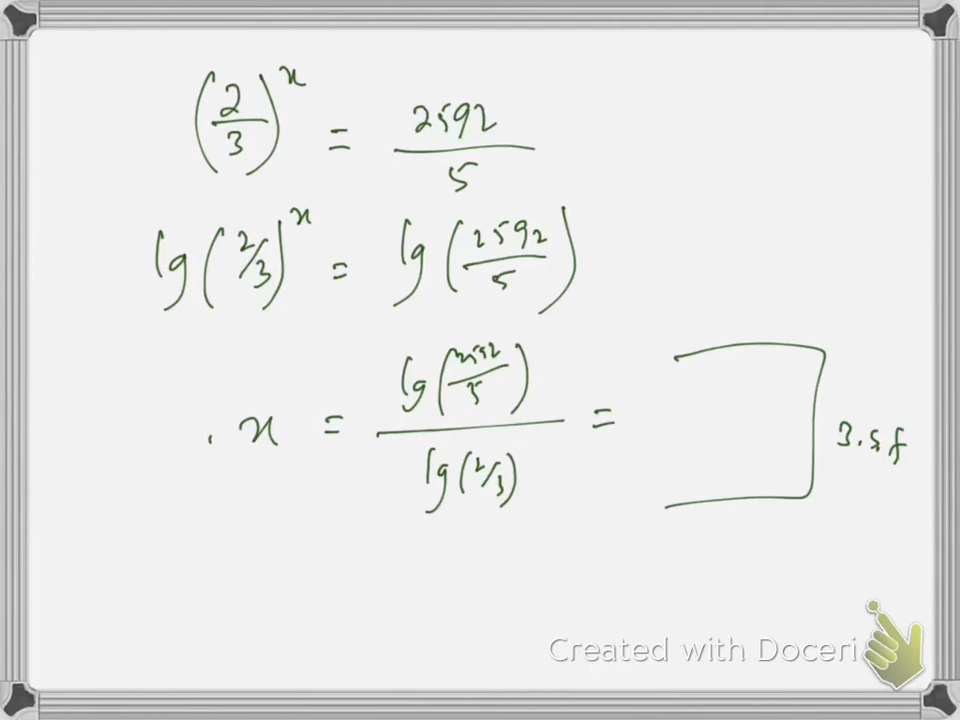 (2/3)^x = 2592/5
lg(2/3)^x = lg(2592/5)
. x = lg(2592/5) / lg(2/3) =
3.s.f
Created with Doceri